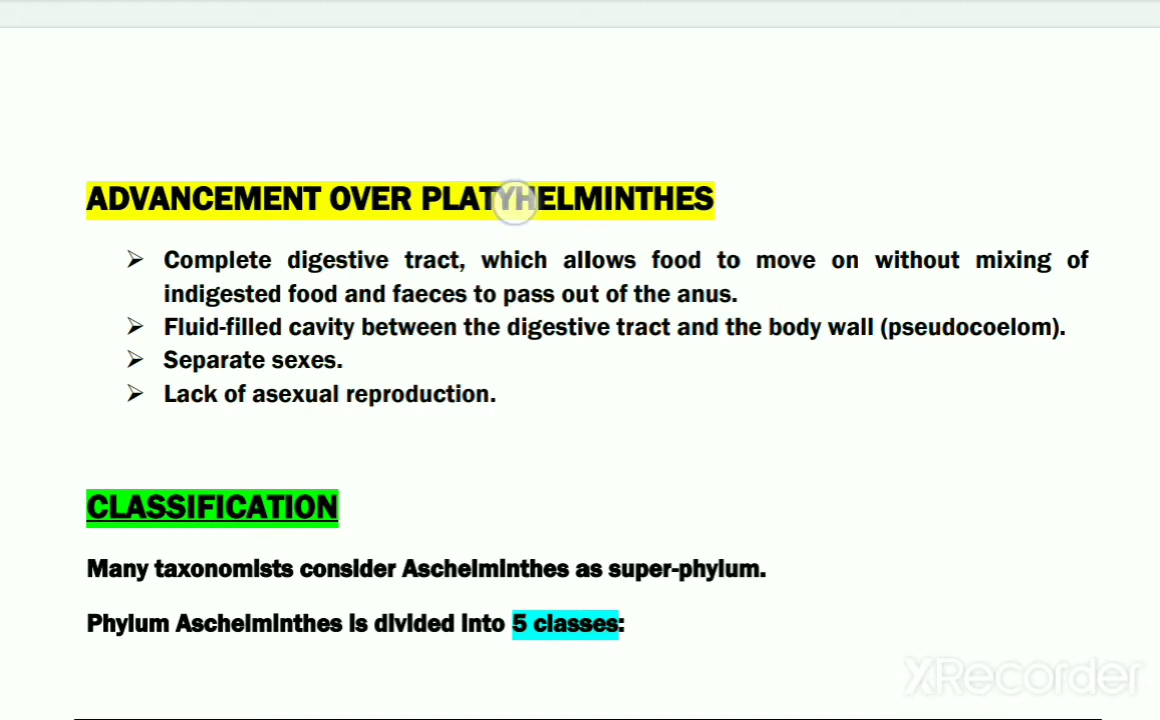 ADVANCEMENT OVER PLATYHELMINTHES
➢ Complete digestive tract, which allows food to move on without mixing of
indigested food and faeces to pass out of the anus.
➢ Fluid-filled cavity between the digestive tract and the body wall (pseudocoelom).
➢ Separate sexes.
➢ Lack of asexual reproduction.
CLASSIFICATION
Many taxonomists consider Aschelminthes as super-phylum.
Phylum Aschelminthes is divided into 5 classes:
XRecorder